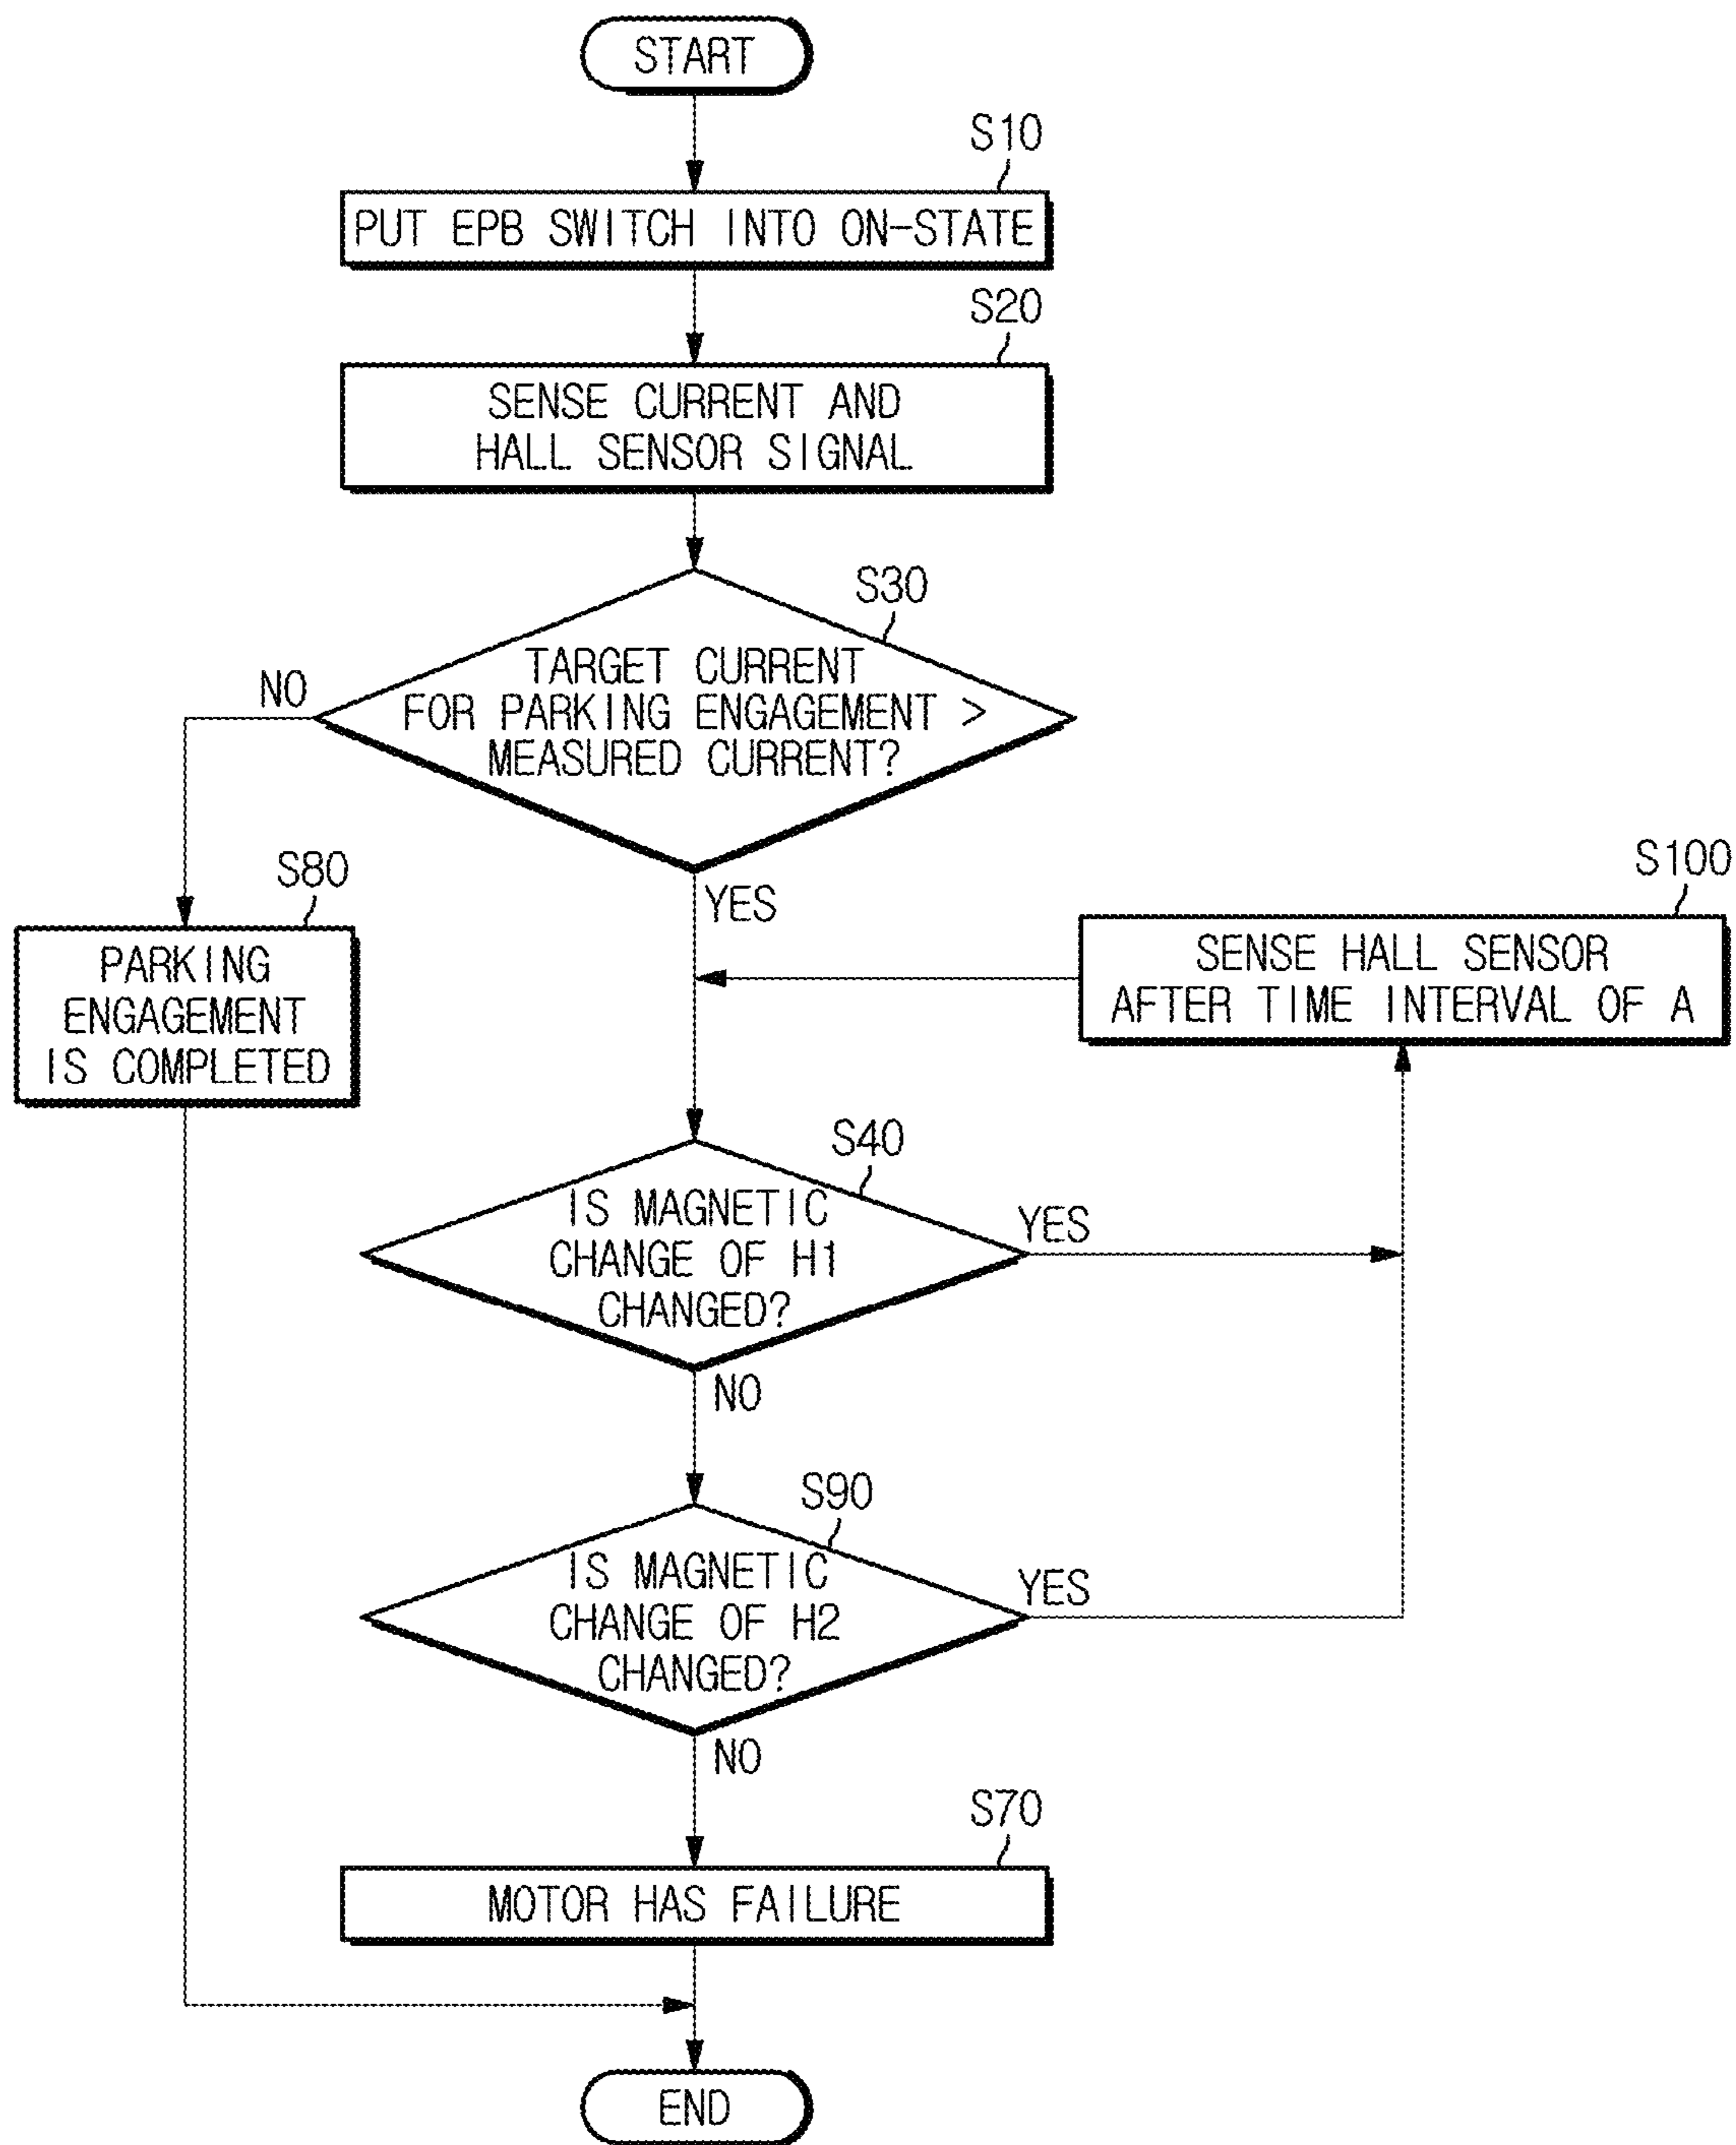 START
S10
PUT EPB SWITCH INTO ON-STATE
S20
SENSE CURRENT AND
HALL SENSOR SIGNAL
S30
TARGET CURRENT
FOR PARKING ENGAGEMENT >
MEASURED CURRENT?
NO
YES
S80
PARKING
ENGAGEMENT
IS COMPLETED
S100
SENSE HALL SENSOR
AFTER TIME INTERVAL OF A
S40
IS MAGNETIC
CHANGE OF H1
CHANGED?
YES
NO
S90
IS MAGNETIC
CHANGE OF H2
CHANGED?
YES
NO
S70
MOTOR HAS FAILURE
END